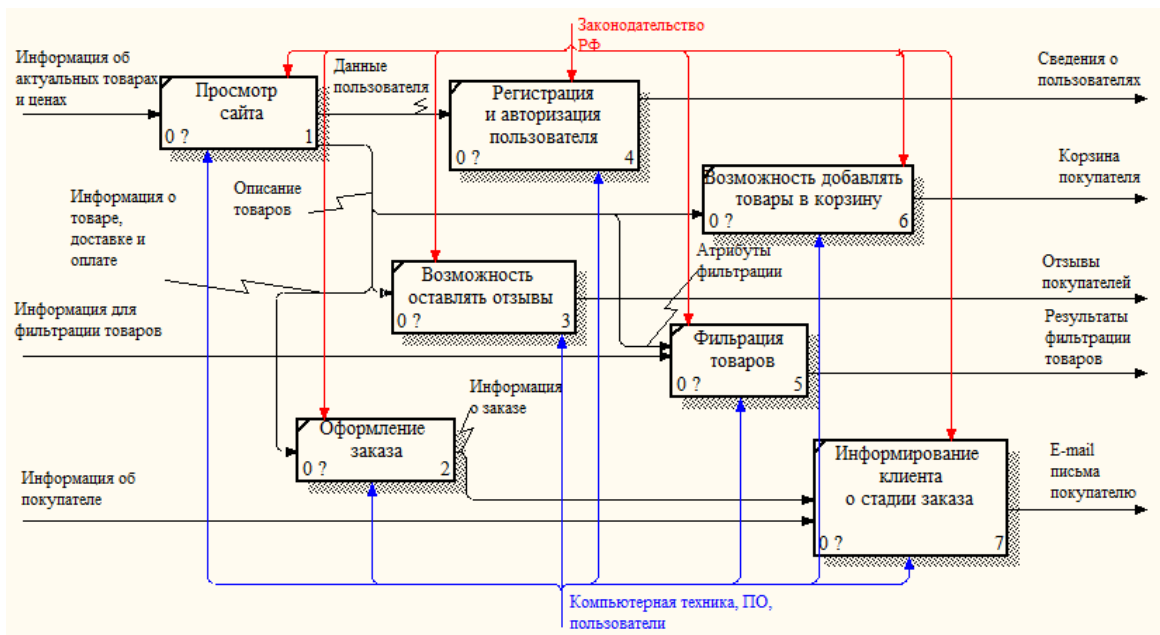 Законодательство
РФ
Информация об
актуальных товарах
и ценах
Данные
пользователя
Сведения о
пользователях
Просмотр
сайта
0 ?
1
Регистрация
и авторизация
пользователя
0 ?
4
Корзина
покупателя
Возможность добавлять
товары в корзину
0 ?
6
Описание
товаров
Информация о
товаре,
доставке и
оплате
Атрибуты
фильтрации
Отзывы
покупателей
Возможность
оставлять отзывы
0 ?
3
Информация для
фильтрации товаров
Результаты
фильтрации
товаров
Фильрация
товаров
0 ?
5
Информация
о заказе
Оформление
заказа
0 ?
2
Информация об
покупателе
Информирование
клиента
о стадии заказа
0 ?
7
E-mail
письма
покупателю
Компьютерная техника, ПО,
пользователи